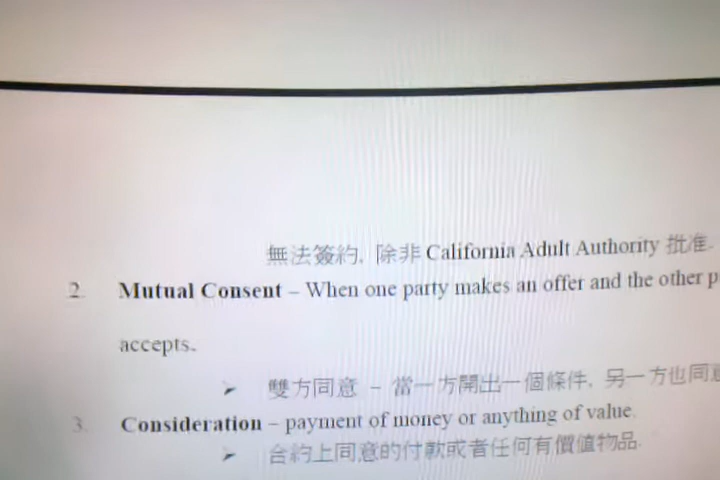 無法簽約, 除非 California Adult Authority 批准.
2. Mutual Consent – When one party makes an offer and the other
accepts.
➢ 雙方同意 – 當一方開出一個條件, 另一方也同意
3. Consideration – payment of money or anything of value.
➢ 合約上同意的付款或者任何有價值物品.